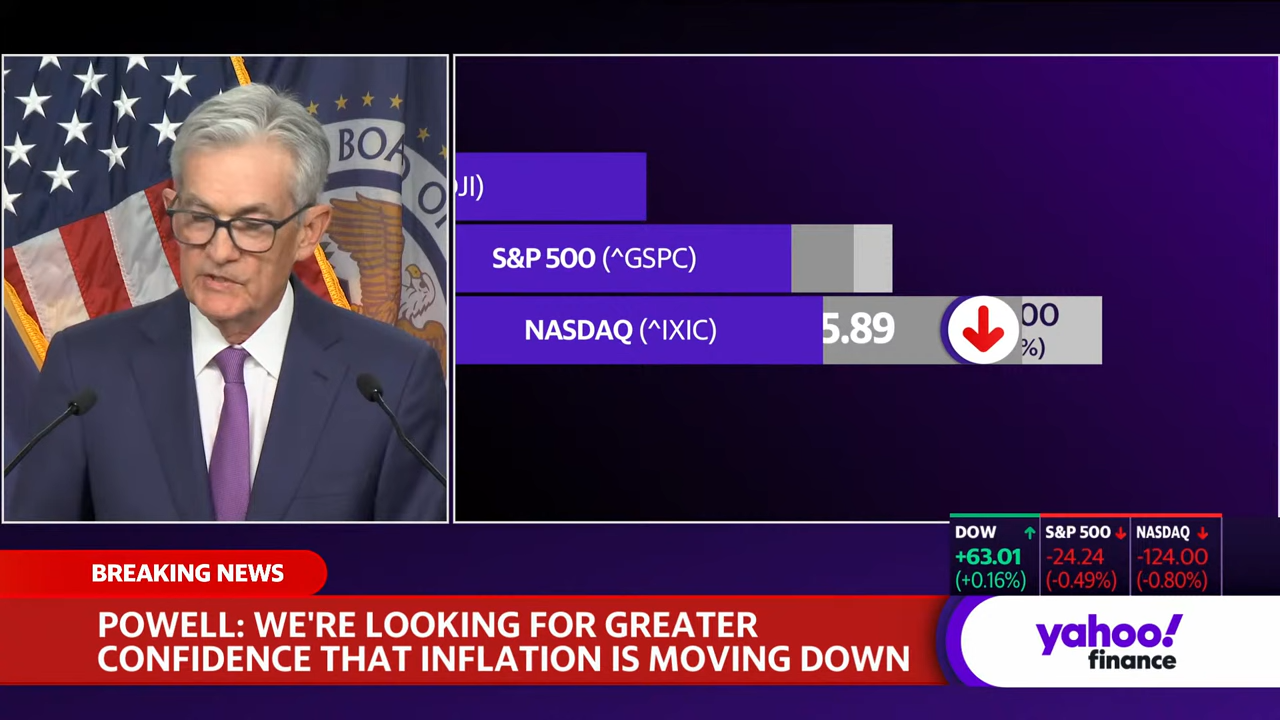 BOA
OF
JI)
S&P 500 (^GSPC)
NASDAQ (^IXIC)
5.89
00
%)
DOW
+63.01
(+0.16%)
S&P 500
-24.24
(-0.49%)
NASDAQ
-124.00
(-0.80%)
BREAKING NEWS
POWELL: WE'RE LOOKING FOR GREATER
CONFIDENCE THAT INFLATION IS MOVING DOWN
yahoo!
finance